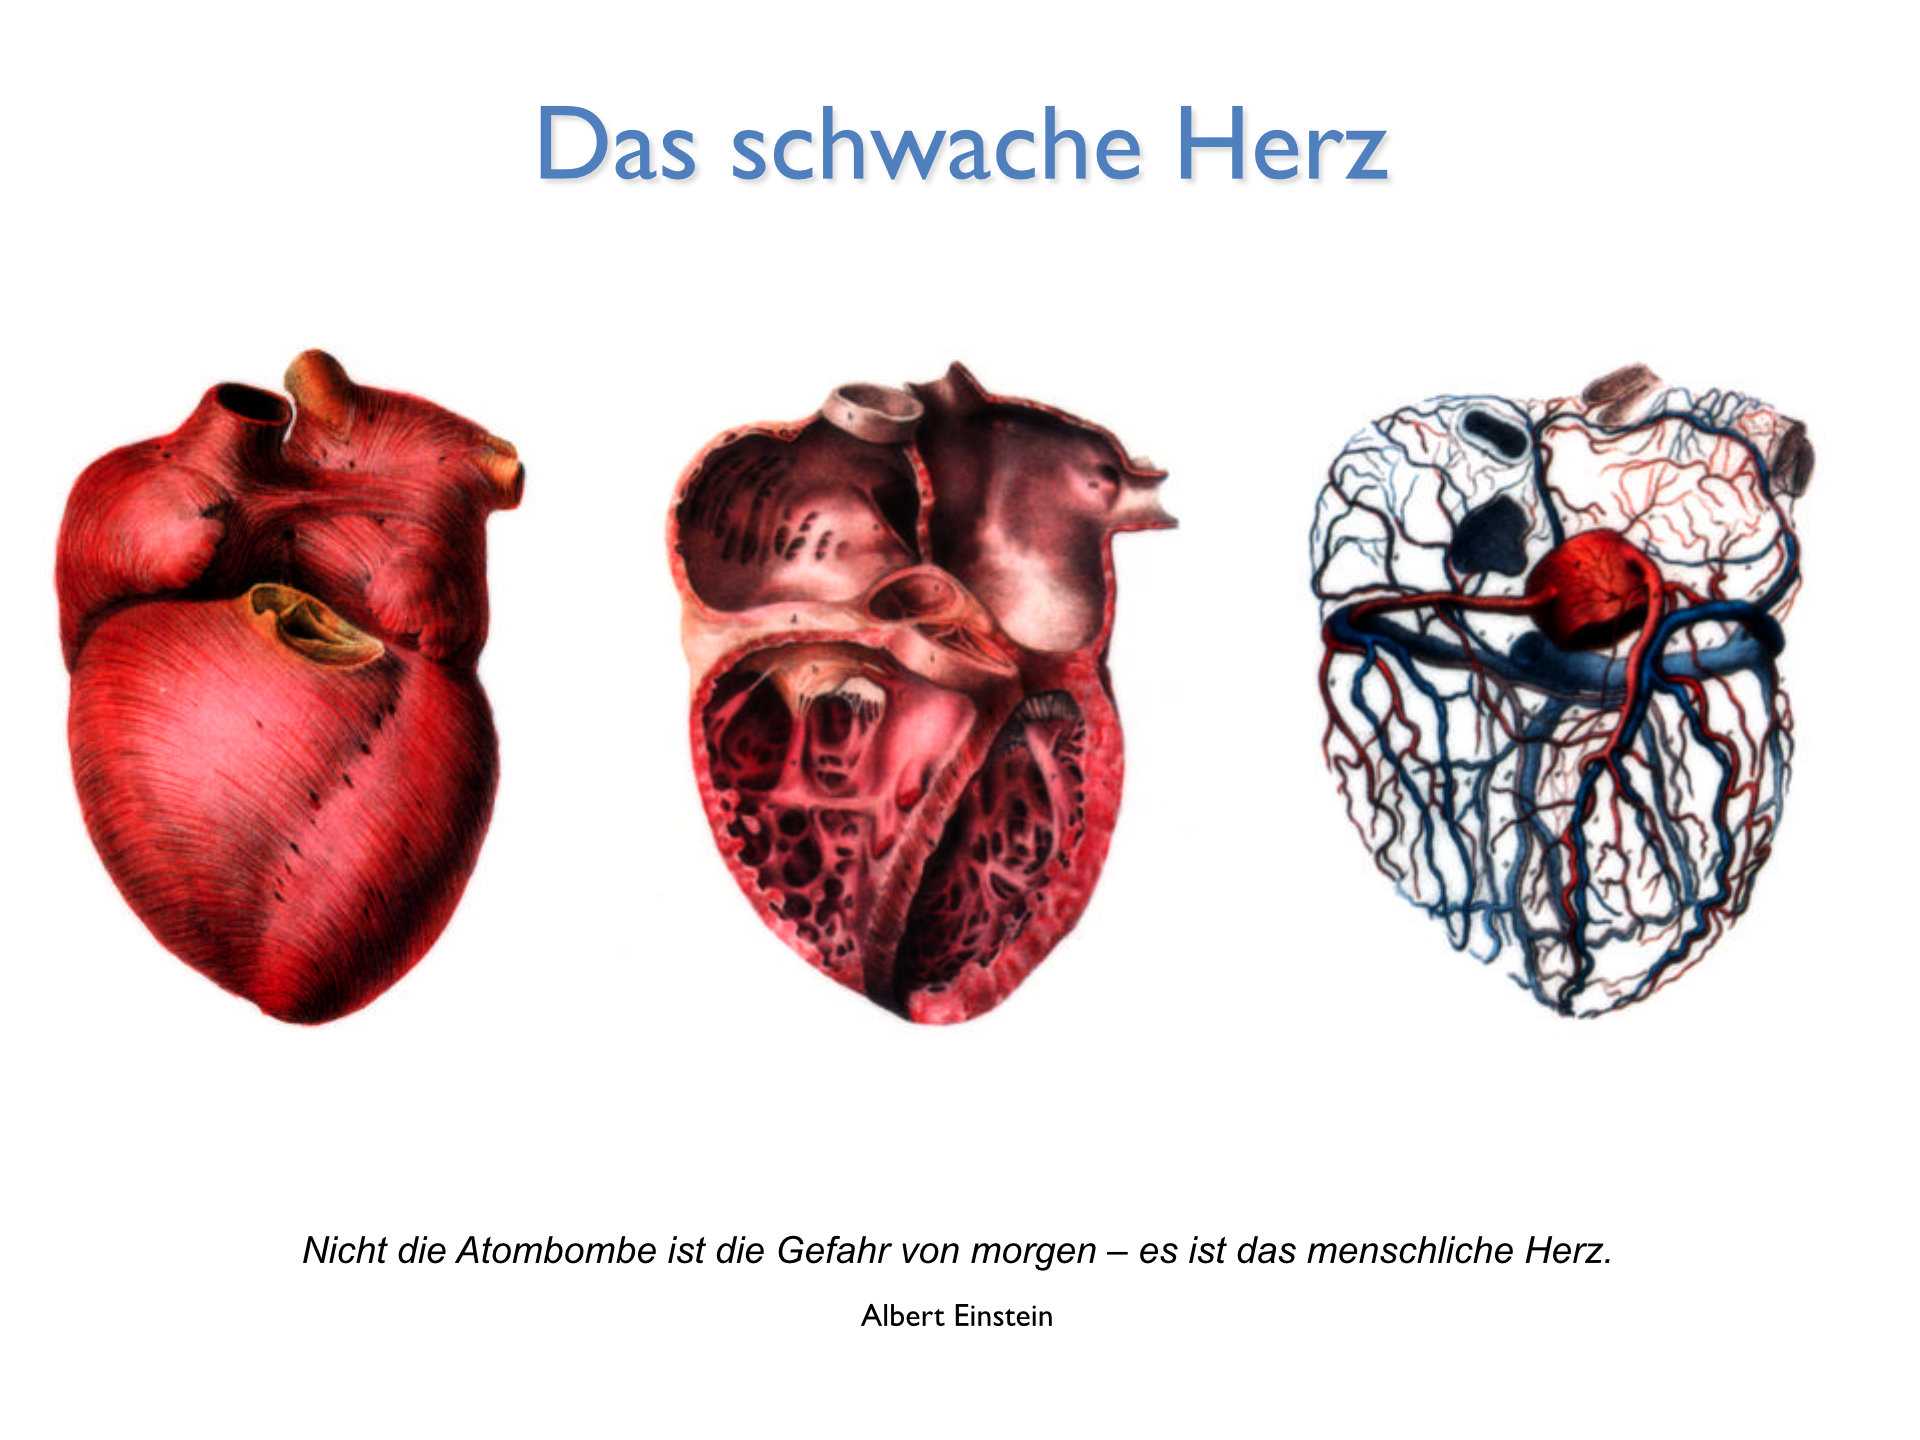 Das schwache Herz
Nicht die Atombombe ist die Gefahr von morgen – es ist das menschliche Herz.
Albert Einstein